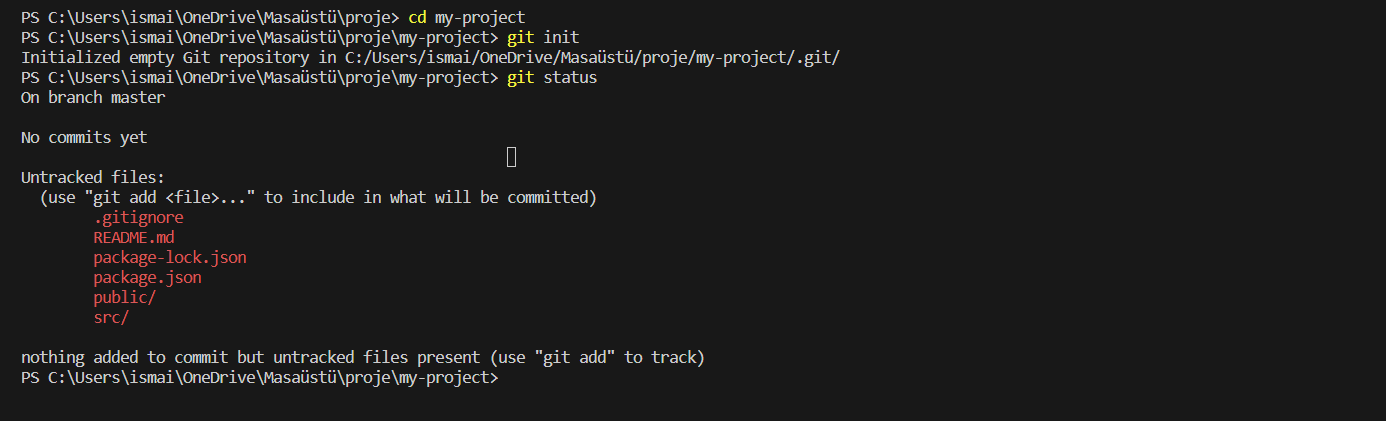 PS C:\Users\ismai\OneDrive\Masaüstü\proje> cd my-project
PS C:\Users\ismai\OneDrive\Masaüstü\proje\my-project> git init
Initialized empty Git repository in C:/Users/ismai/OneDrive/Masaüstü/proje/my-project/.git/
PS C:\Users\ismai\OneDrive\Masaüstü\proje\my-project> git status
On branch master
No commits yet
Untracked files:
  (use "git add <file>..." to include in what will be committed)
        .gitignore
        README.md
        package-lock.json
        package.json
        public/
        src/
nothing added to commit but untracked files present (use "git add" to track)
PS C:\Users\ismai\OneDrive\Masaüstü\proje\my-project>